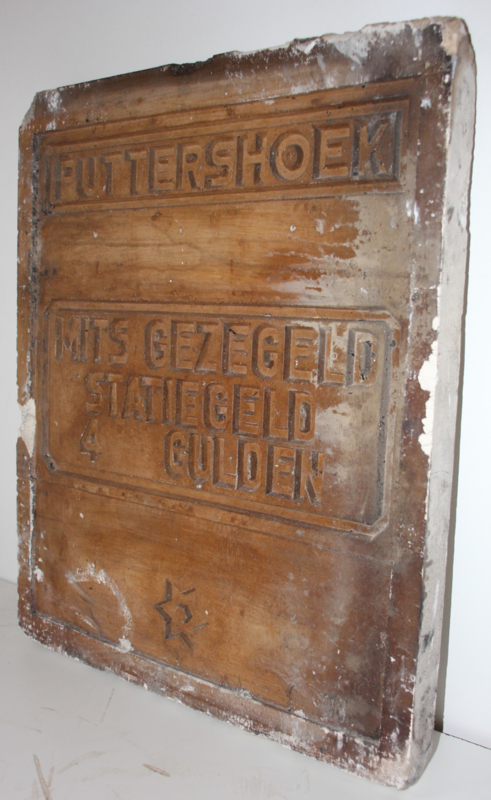 PUTTERSHOEK
MITS GEZEGELD
STATIEGELD
4 GULDEN